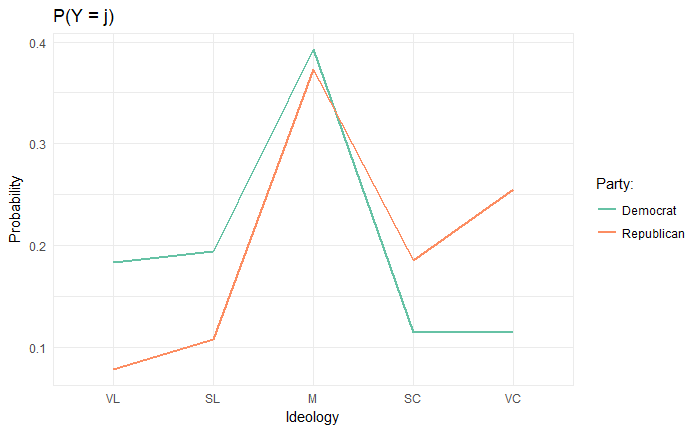 P(Y = j)
0.4
0.3
0.2
0.1
Probability
VL SL M SC VC
Ideology
Party:
Democrat
Republican